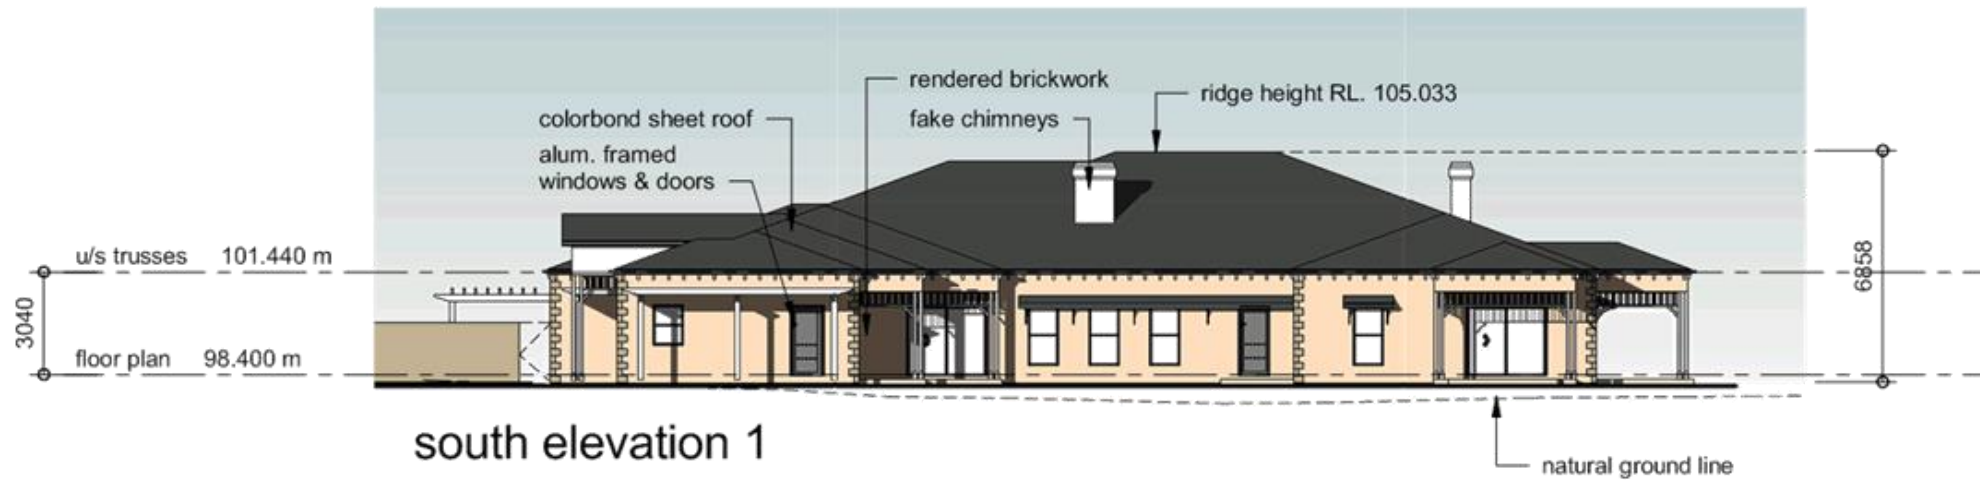 rendered brickwork
ridge height RL. 105.033
colorbond sheet roof
fake chimneys
alum. framed
windows & doors
u/s trusses 101.440 m
6858
3040
floor plan 98.400 m
south elevation 1
natural ground line